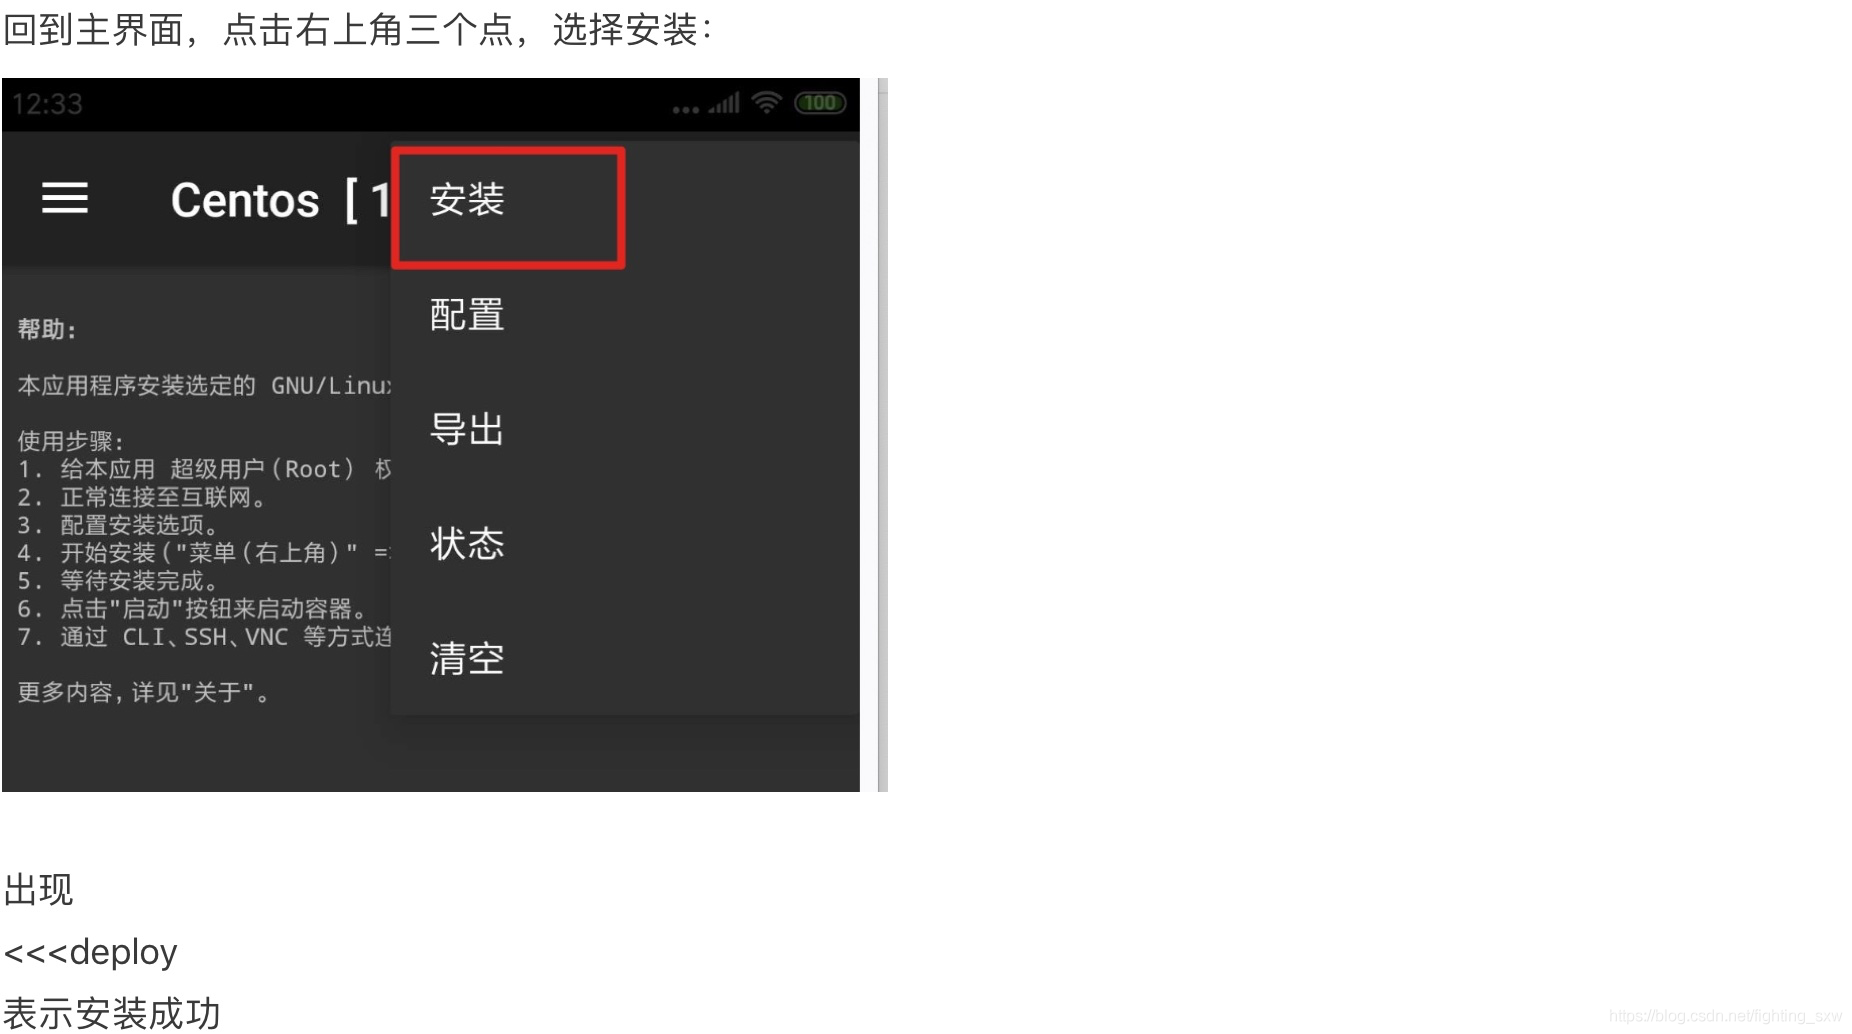 回到主界面，点击右上角三个点，选择安装：
12:33
100
Centos [ 1
安装
配置
导出
状态
清空
帮助:
本应用程序安装选定的 GNU/Linux
使用步骤:
1. 给本应用 超级用户(Root) 权
2. 正常连接至互联网。
3. 配置安装选项。
4. 开始安装("菜单(右上角)" =
5. 等待安装完成。
6. 点击"启动"按钮来启动容器。
7. 通过 CLI、SSH、VNC 等方式连
更多内容,详见"关于"。
出现
<<<deploy
表示安装成功
https://blog.csdn.net/fighting_sxw